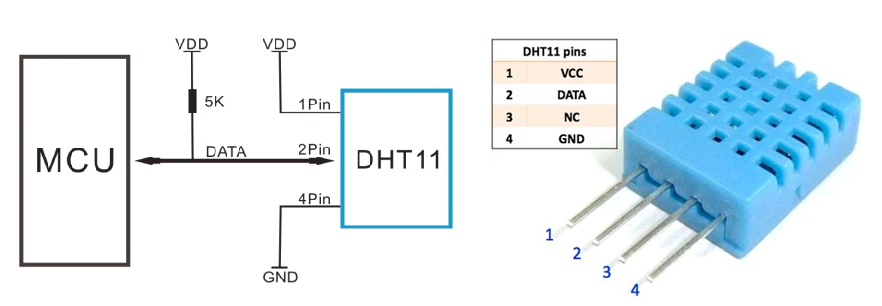 VDD
VDD
5K
1Pin
MCU
DATA
2Pin
DHT11
4Pin
GND
DHT11 pins
1 VCC
2 DATA
3 NC
4 GND
1
2
3
4